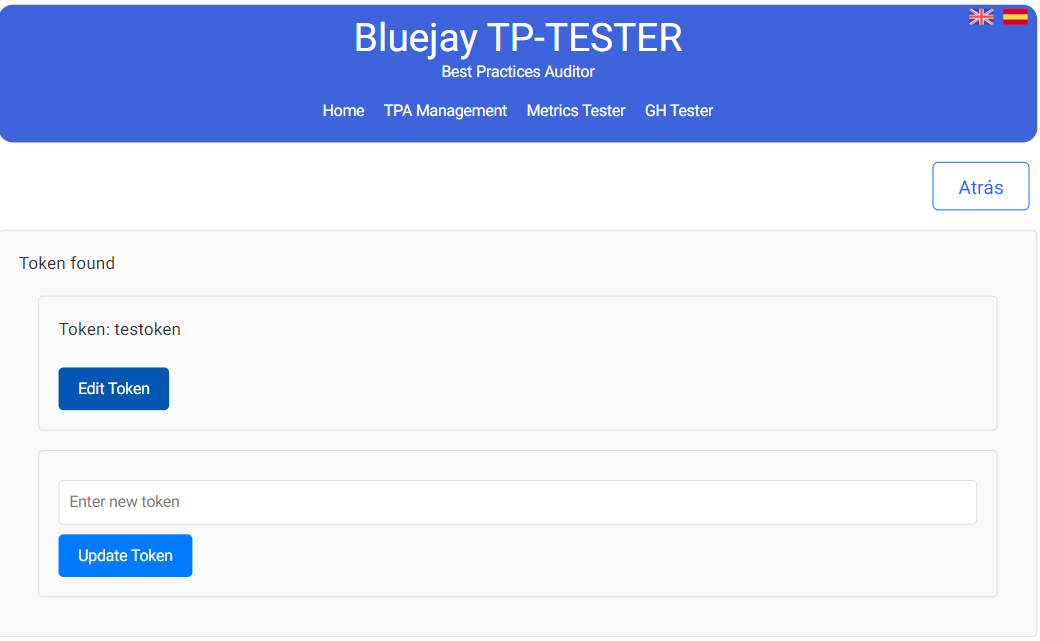 Bluejay TP-TESTER
Best Practices Auditor
Home TPA Management Metrics Tester GH Tester
Atrás
Token found
Token: testoken
Edit Token
Enter new token
Update Token